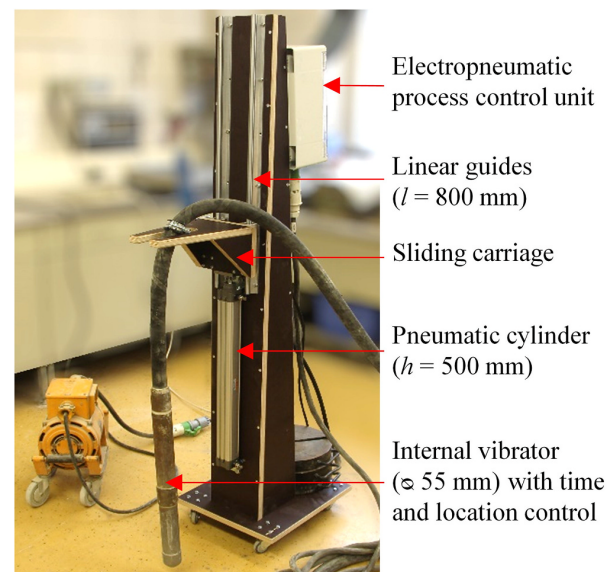 Electropneumatic
process control unit
Linear guides
(l = 800 mm)
Sliding carriage
Pneumatic cylinder
(h = 500 mm)
Internal vibrator
(⦰ 55 mm) with time
and location control